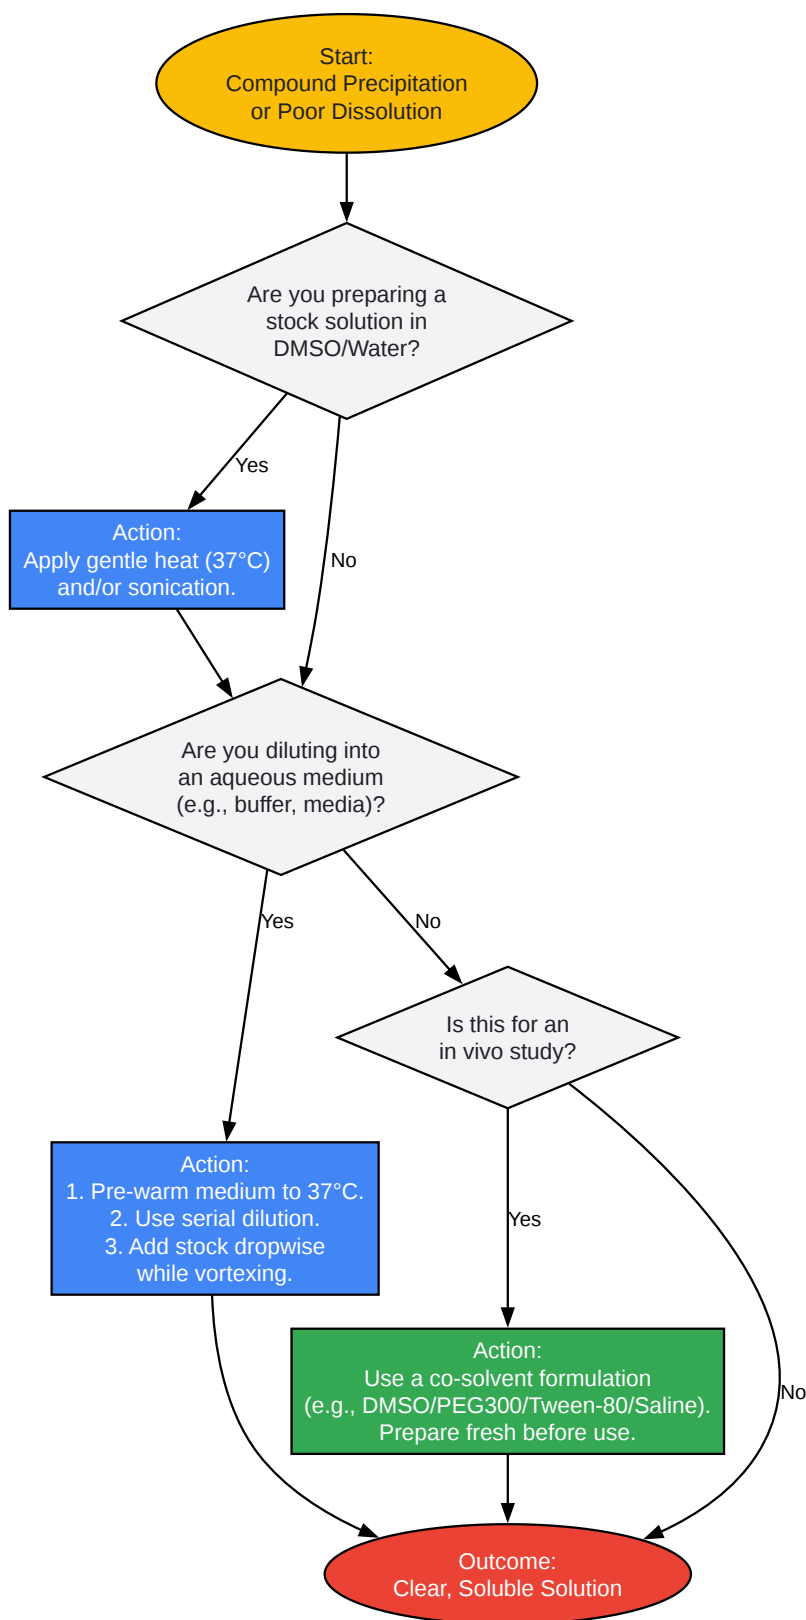 Start:
Compound Precipitation
or Poor Dissolution
Are you preparing a
stock solution in
DMSO/Water?
Yes
No
Action:
Apply gentle heat (37°C)
and/or sonication.
Are you diluting into
an aqueous medium
(e.g., buffer, media)?
Yes
No
Is this for an
in vivo study?
Action:
1. Pre-warm medium to 37°C.
2. Use serial dilution.
3. Add stock dropwise
while vortexing.
Yes
No
Action:
Use a co-solvent formulation
(e.g., DMSO/PEG300/Tween-80/Saline).
Prepare fresh before use.
Outcome:
Clear, Soluble Solution